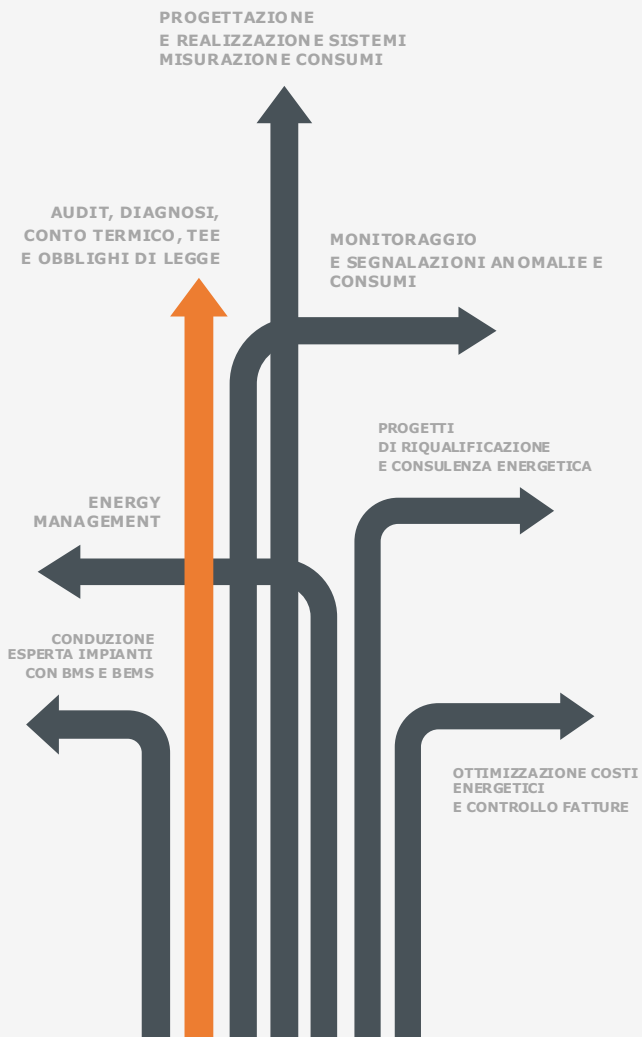 PROGETTAZIONE
E REALIZZAZIONE SISTEMI
MISURAZIONE CONSUMI
AUDIT, DIAGNOSI,
CONTO TERMICO, TEE
E OBBLIGHI DI LEGGE
MONITORAGGIO
E SEGNALAZIONI ANOMALIE E
CONSUMI
PROGETTI
DI RIQUALIFICAZIONE
E CONSULENZA ENERGETICA
ENERGY
MANAGEMENT
CONDUZIONE
ESPERTA IMPIANTI
CON BMS E BEMS
OTTIMIZZAZIONE COSTI
ENERGETICI
E CONTROLLO FATTURE